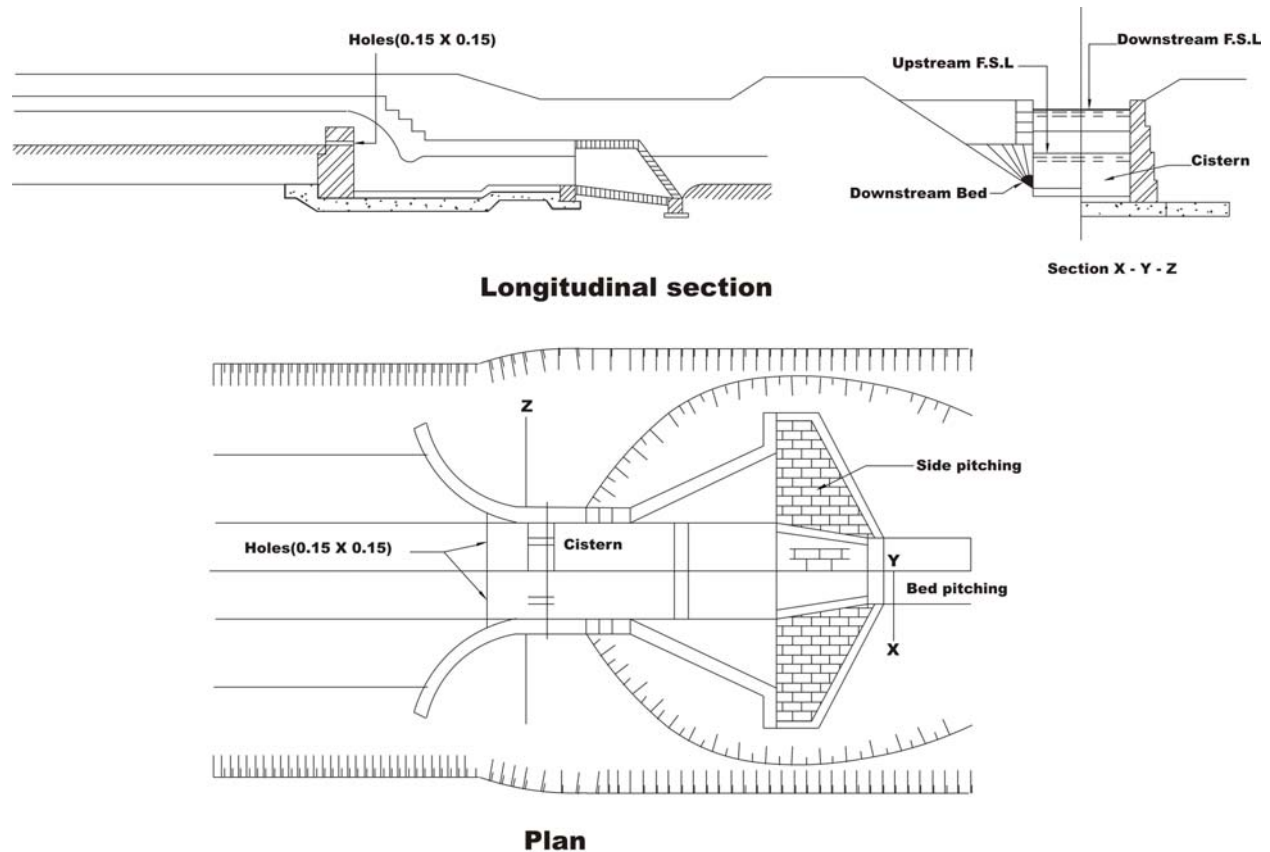 Holes(0.15 X 0.15)
Downstream F.S.L
Upstream F.S.L
Cistern
Downstream Bed
Section X - Y - Z
Longitudinal section
Z
Side pitching
Holes(0.15 X 0.15)
Cistern
Y
Bed pitching
X
Plan